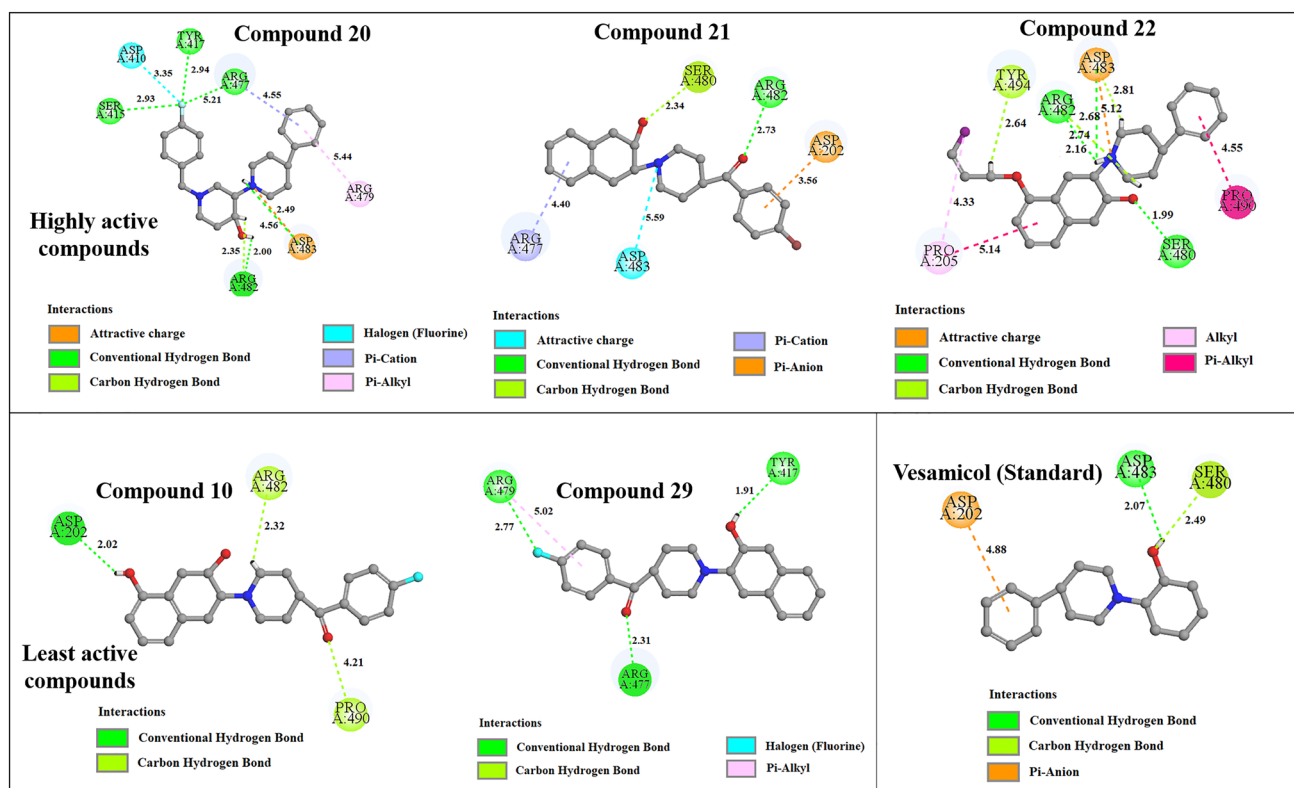 Compound 20
TYR
A:417
ASP
A:410
ARG
A:477
SER
A:415
3.35
2.94
2.93
5.21
4.55
5.44
ARG
A:479
2.49
4.56
ASP
A:483
2.35
2.00
ARG
A:482
Highly active
compounds
Interactions
Attractive charge
Conventional Hydrogen Bond
Carbon Hydrogen Bond
Halogen (Fluorine)
Pi-Cation
Pi-Alkyl
Compound 21
SER
A:480
ARG
A:482
ASP
A:202
2.34
2.73
3.56
4.40
5.59
ARG
A:477
ASP
A:483
Interactions
Attractive charge
Conventional Hydrogen Bond
Carbon Hydrogen Bond
Pi-Cation
Pi-Anion
Compound 22
TYR
A:494
ASP
A:483
ARG
A:482
2.81
5.12
2.68
2.64
2.74
2.16
4.55
PRO
A:490
4.33
1.99
PRO
A:205
5.14
SER
A:480
Interactions
Attractive charge
Conventional Hydrogen Bond
Carbon Hydrogen Bond
Alkyl
Pi-Alkyl
Compound 10
ARG
A:482
ASP
A:202
2.02
2.32
4.21
PRO
A:490
Least active
compounds
Interactions
Conventional Hydrogen Bond
Carbon Hydrogen Bond
Compound 29
ARG
A:479
TYR
A:417
5.02
2.77
1.91
2.31
ARG
A:477
Interactions
Conventional Hydrogen Bond
Carbon Hydrogen Bond
Halogen (Fluorine)
Pi-Alkyl
Vesamicol (Standard)
ASP
A:483
SER
A:480
ASP
A:202
2.07
2.49
4.88
Interactions
Conventional Hydrogen Bond
Carbon Hydrogen Bond
Pi-Anion